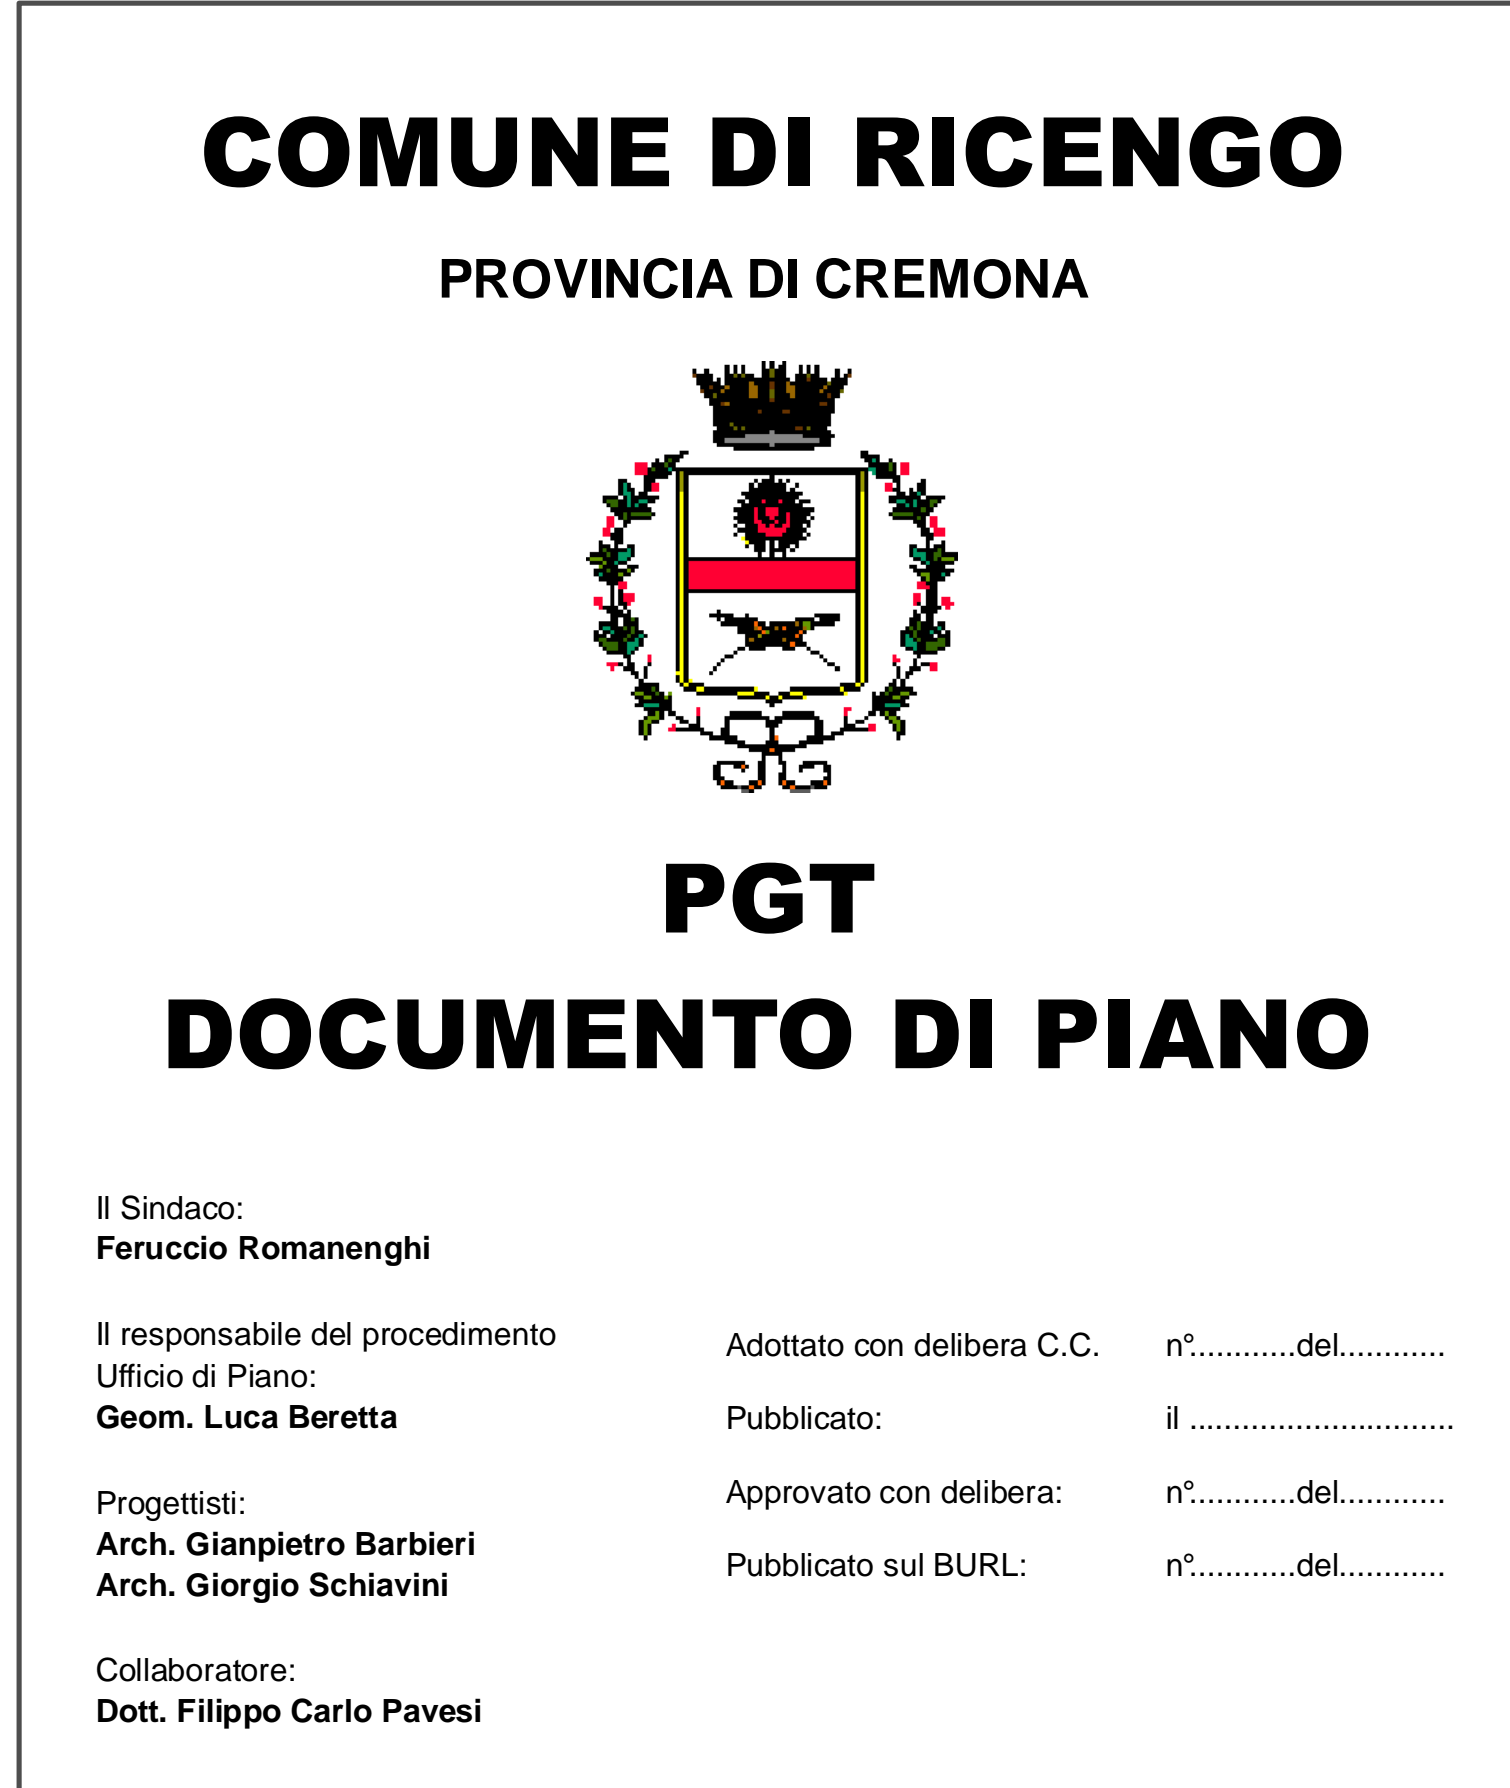 COMUNE DI RICENGO
PROVINCIA DI CREMONA
PGT
DOCUMENTO DI PIANO
Il Sindaco:
Feruccio Romanenghi
Il responsabile del procedimento
Ufficio di Piano:
Geom. Luca Beretta
Progettisti:
Arch. Gianpietro Barbieri
Arch. Giorgio Schiavini
Collaboratore:
Dott. Filippo Carlo Pavesi
Adottato con delibera C.C. n°............del............
Pubblicato: il ..............................
Approvato con delibera: n°............del............
Pubblicato sul BURL: n°............del............